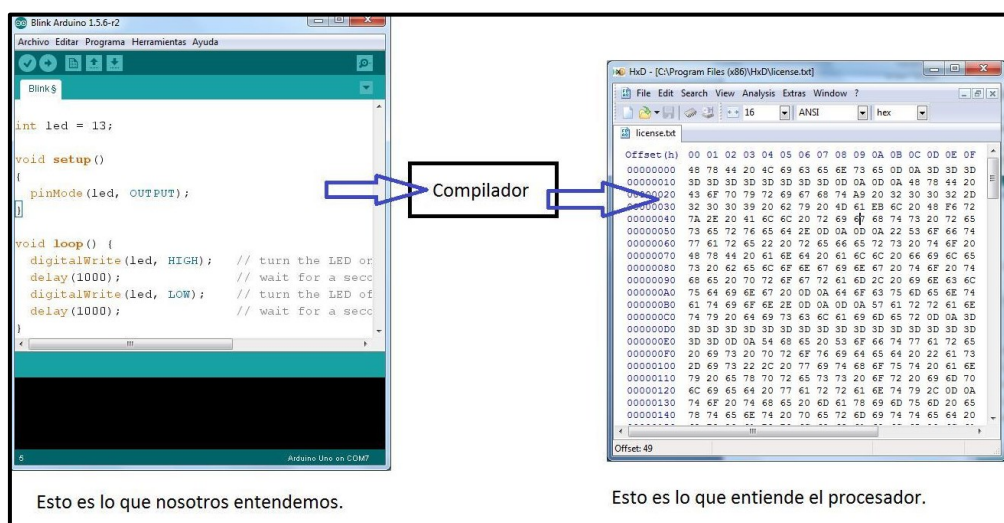 Blink Arduino 1.5.6-r2
Archivo Editar Programa Herramientas Ayuda
Blink §
int led = 13;
void setup()
{
pinMode(led, OUTPUT);
}
void loop() {
digitalWrite(led, HIGH); // turn the LED on
delay(1000); // wait for a seco
digitalWrite(led, LOW); // turn the LED of
delay(1000); // wait for a seco
}
5
Arduino Uno on COM7
Esto es lo que nosotros entendemos.
Compilador
HxD - [C:\Program Files (x86)\HxD\license.txt]
File Edit Search View Analysis Extras Window ?
16 ANSI hex
license.txt
Offset(h) 00 01 02 03 04 05 06 07 08 09 0A 0B 0C 0D 0E 0F
00000000 48 78 44 20 4C 69 63 65 6E 73 65 0D 0A 3D 3D 3D
00000010 3D 3D 3D 3D 3D 3D 3D 3D 0D 0A 0D 0A 48 78 44 20
00000020 43 6F 70 79 72 69 67 68 74 A9 20 32 30 30 32 2D
00000030 32 30 30 39 20 62 79 20 4D 61 EB 6C 20 48 F6 72
00000040 7A 2E 20 41 6C 6C 20 72 69 67 68 74 73 20 72 65
00000050 73 65 72 76 65 64 2E 0D 0A 0D 0A 22 53 6F 66 74
00000060 77 61 72 65 22 20 72 65 66 65 72 73 20 74 6F 20
00000070 48 78 44 20 61 6E 64 20 61 6C 6C 20 66 69 6C 65
00000080 73 20 62 65 6C 6F 6E 67 69 6E 67 20 74 6F 20 74
00000090 68 65 20 70 72 6F 67 72 61 6D 2C 20 69 6E 63 6C
000000A0 75 64 69 6E 67 20 0D 0A 64 6F 63 75 6D 65 6E 74
000000B0 61 74 69 6F 6E 2E 0D 0A 0D 0A 57 61 72 72 61 6E
000000C0 74 79 20 64 69 73 63 6C 61 69 6D 65 72 0D 0A 3D
000000D0 3D 3D 3D 3D 3D 3D 3D 3D 3D 3D 3D 3D 3D 3D 3D 3D
000000E0 3D 3D 0D 0A 54 68 65 20 53 6F 66 74 77 61 72 65
000000F0 20 69 73 20 70 72 6F 76 69 64 65 64 20 22 61 73
00000100 2D 69 73 22 2C 20 77 69 74 68 6F 75 74 20 61 6E
00000110 79 20 65 78 70 72 65 73 73 20 6F 72 20 69 6D 70
00000120 6C 69 65 64 20 77 61 72 72 61 6E 74 79 2C 0D 0A
00000130 74 6F 20 74 68 65 20 6D 61 78 69 6D 75 6D 20 65
00000140 78 74 65 6E 74 20 70 65 72 6D 69 74 74 65 64 20
Offset: 49
Esto es lo que entiende el procesador.